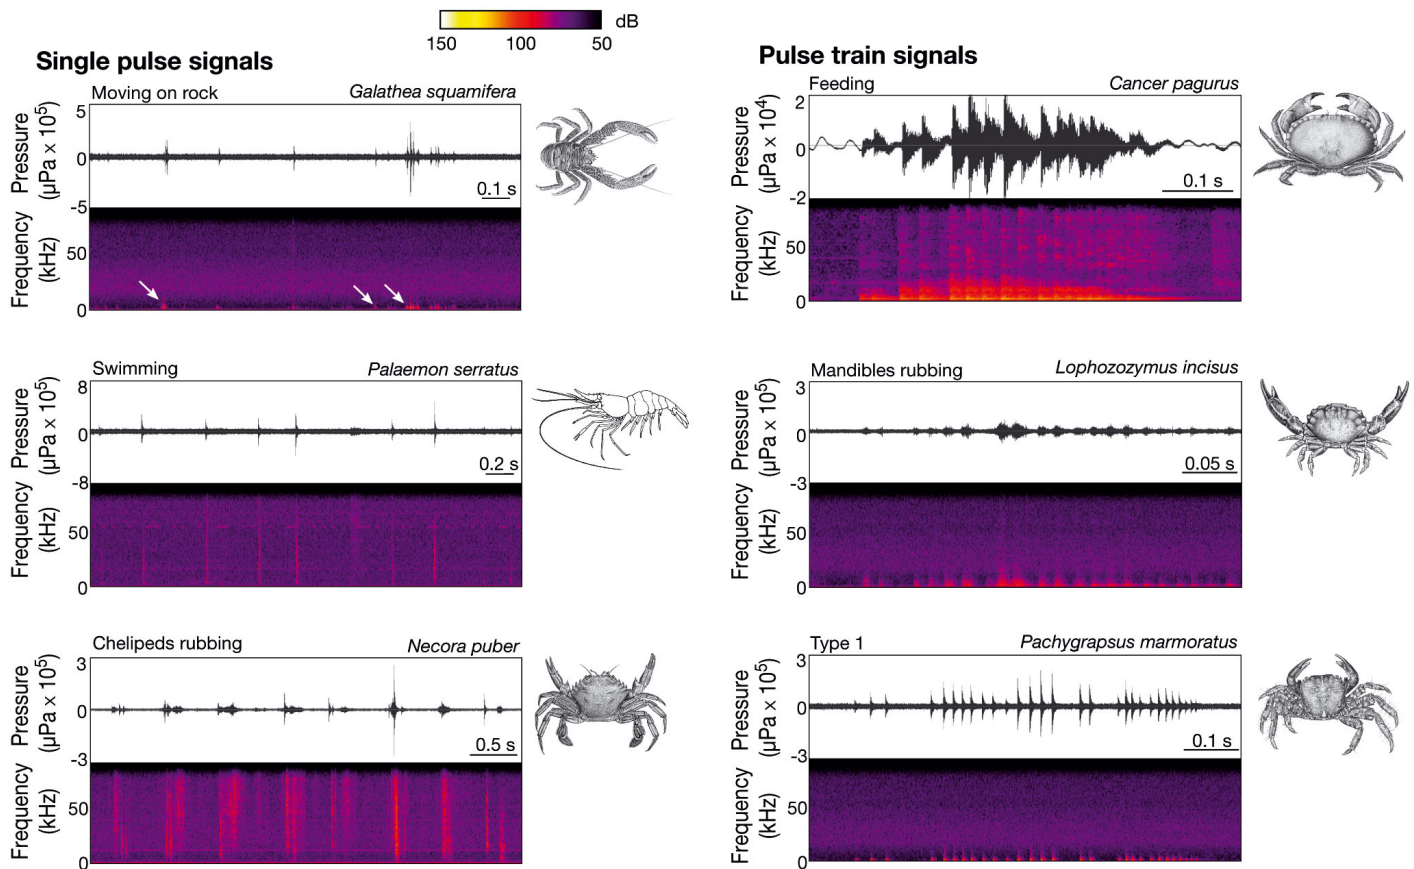 150 100 50 dB
Single pulse signals
Moving on rock Galathea squamifera
Pressure
(µPa x 10⁵)
5
0
-5
0.1 s
Frequency
(kHz)
50
0
Swimming Palaemon serratus
Pressure
(µPa x 10⁵)
8
0
-8
0.2 s
Frequency
(kHz)
50
0
Chelipeds rubbing Necora puber
Pressure
(µPa x 10⁵)
3
0
-3
0.5 s
Frequency
(kHz)
50
0
Pulse train signals
Feeding Cancer pagurus
Pressure
(µPa x 10⁴)
2
0
-2
0.1 s
Frequency
(kHz)
50
0
Mandibles rubbing Lophozozymus incisus
Pressure
(µPa x 10⁵)
3
0
-3
0.05 s
Frequency
(kHz)
50
0
Type 1 Pachygrapsus marmoratus
Pressure
(µPa x 10⁵)
3
0
-3
0.1 s
Frequency
(kHz)
50
0